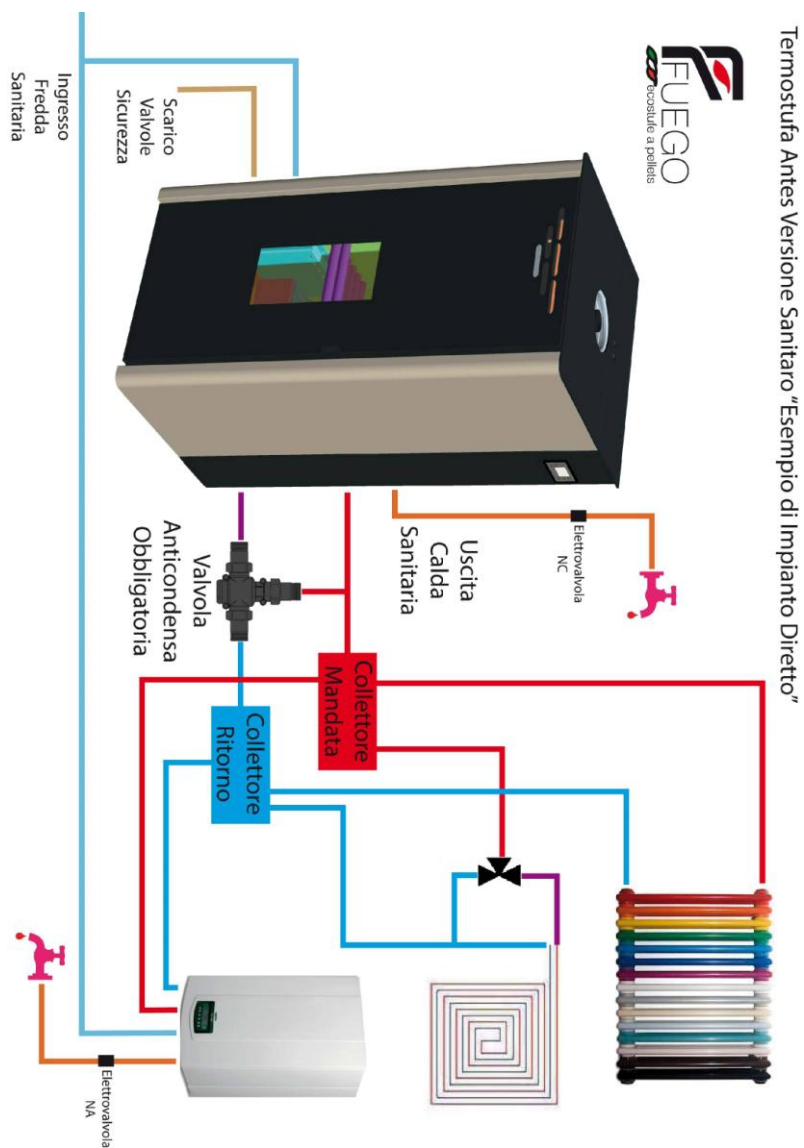 Termostufa Antes Versione Sanitaro "Esempio di Impianto Diretto"
FUEGO
ecostufe a pellets
Uscita
Calda
Sanitaria
Elettrovalvola
NC
Scarico
Valvole
Sicurezza
Ingresso
Fredda
Sanitaria
Valvola
Anticondensa
Obbligatoria
Collettore
Mandata
Collettore
Ritorno
Elettrovalvola
NA